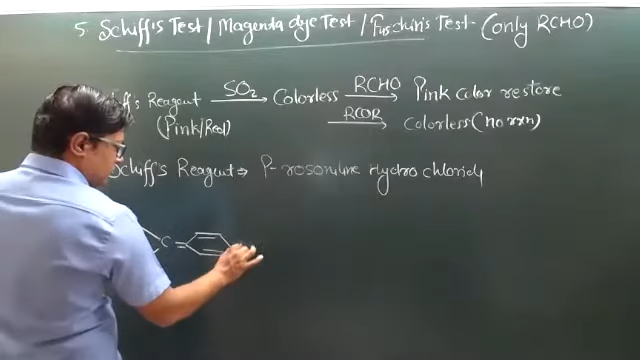 5. Schiff's Test / Magenta dye Test / Fuschin's Test - (only RCHO)
ff's Reagent SO2 → Colorless RCHO → Pink color restore
(Pink/Red) RCOR → Colorless (no rxn)
Schiff's Reagent ⇒ P-rosoniline Hydrochlorid
C =